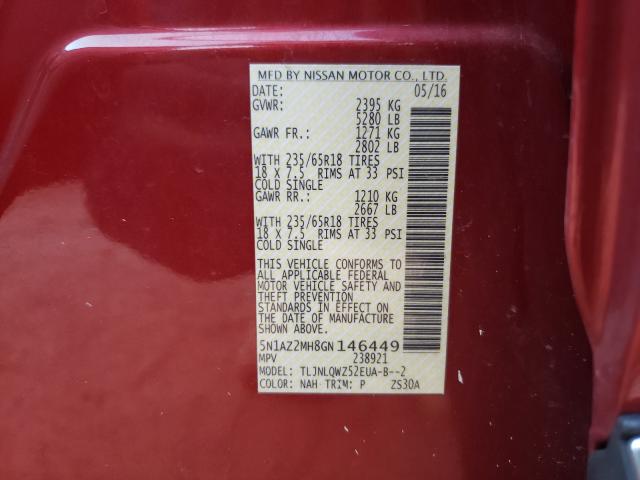 MFD BY NISSAN MOTOR CO., LTD.
DATE: 05/16
GVWR: 2395 KG
5280 LB
GAWR FR.: 1271 KG
2802 LB
WITH 235/65R18 TIRES
18 X 7.5 RIMS AT 33 PSI
COLD SINGLE
GAWR RR.: 1210 KG
2667 LB
WITH 235/65R18 TIRES
18 X 7.5 RIMS AT 33 PSI
COLD SINGLE
THIS VEHICLE CONFORMS TO
ALL APPLICABLE FEDERAL
MOTOR VEHICLE SAFETY AND
THEFT PREVENTION
STANDARDS IN EFFECT ON
THE DATE OF MANUFACTURE
SHOWN ABOVE.
5N1AZ2MH8GN146449
MPV 238921
MODEL: TLJNLQWZ52EUA-B--2
COLOR: NAH TRIM: P ZS30A